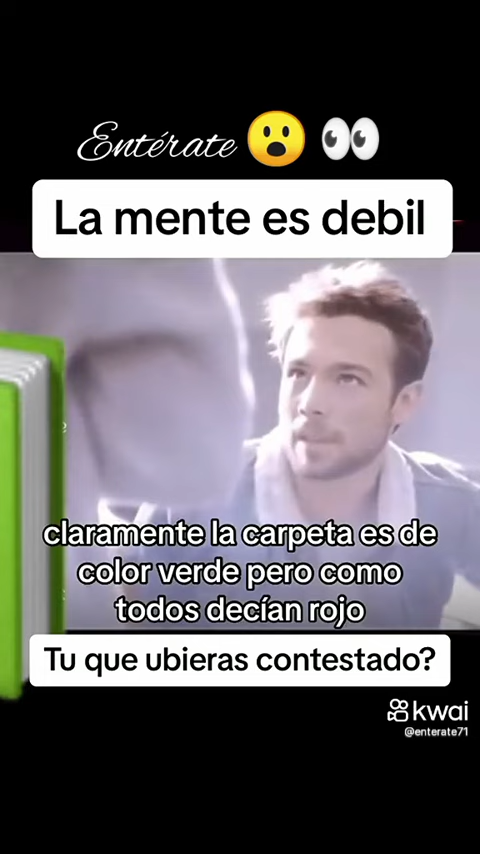 Entérate
La mente es debil
claramente la carpeta es de
color verde pero como
todos decían rojo
Tu que ubieras contestado?
kwai
@enterate71